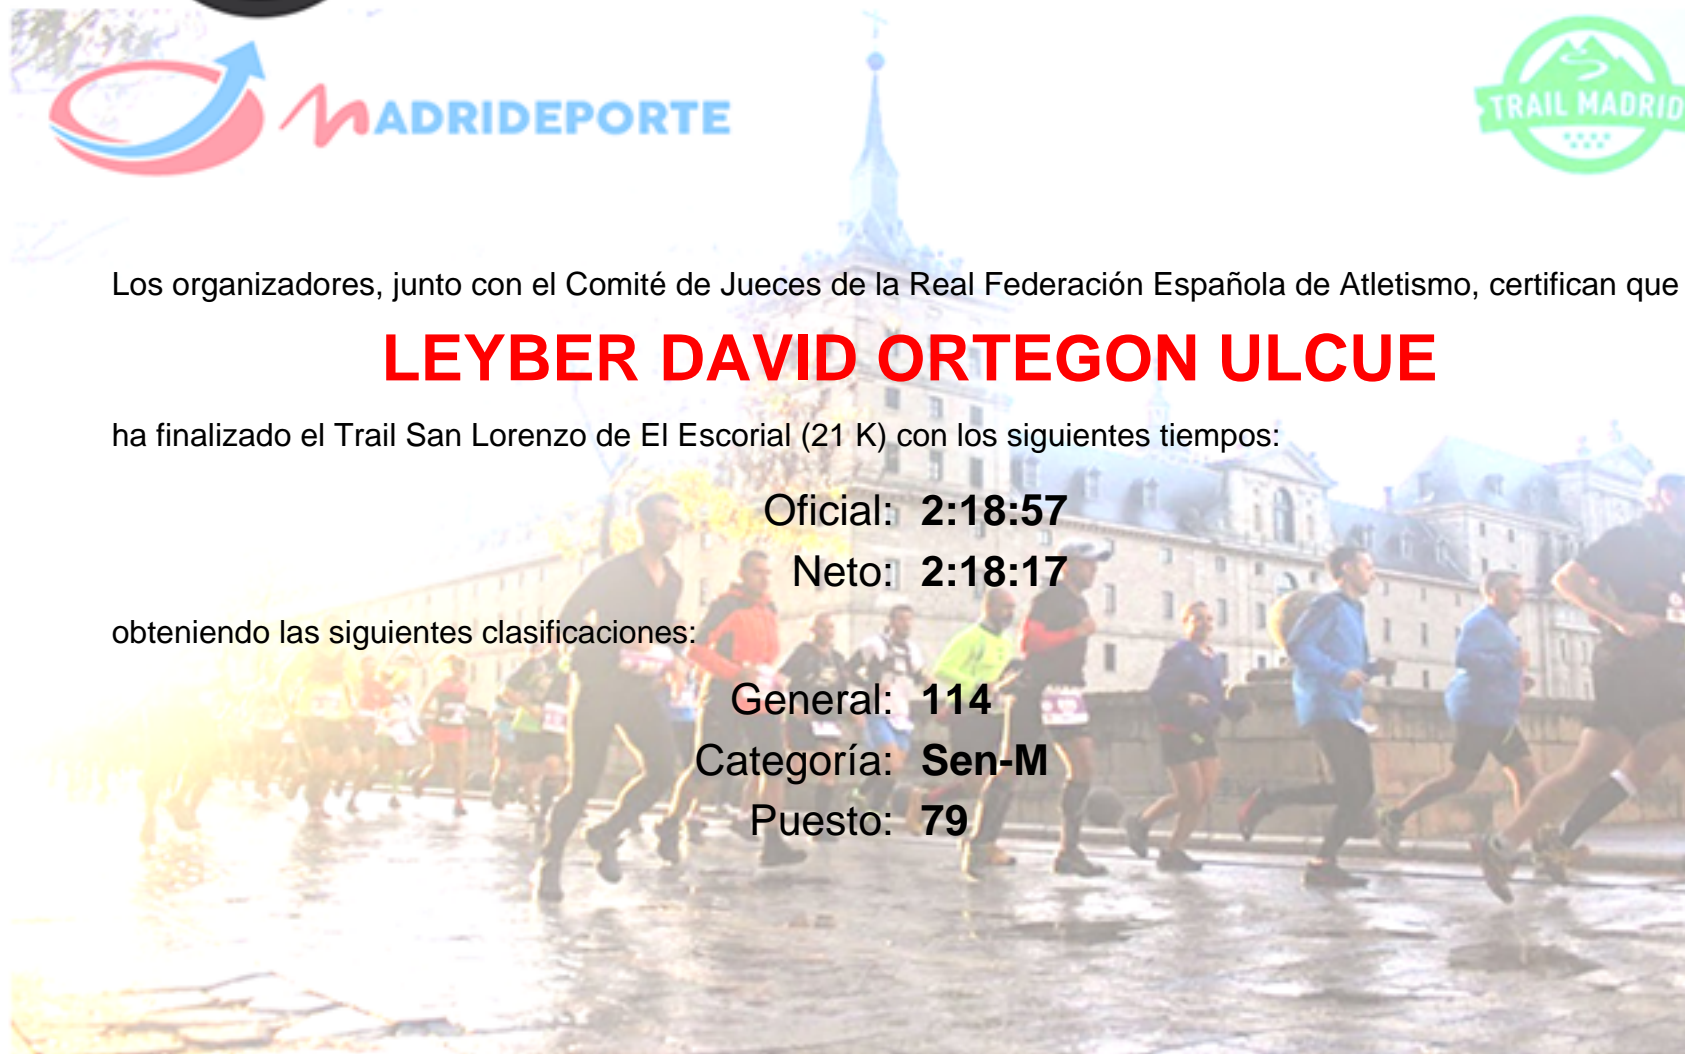 MADRIDEPORTE
TRAIL MADRID
Los organizadores, junto con el Comité de Jueces de la Real Federación Española de Atletismo, certifican que
LEYBER DAVID ORTEGON ULCUE
ha finalizado el Trail San Lorenzo de El Escorial (21 K) con los siguientes tiempos:
Oficial: 2:18:57
Neto: 2:18:17
obteniendo las siguientes clasificaciones:
General: 114
Categoría: Sen-M
Puesto: 79